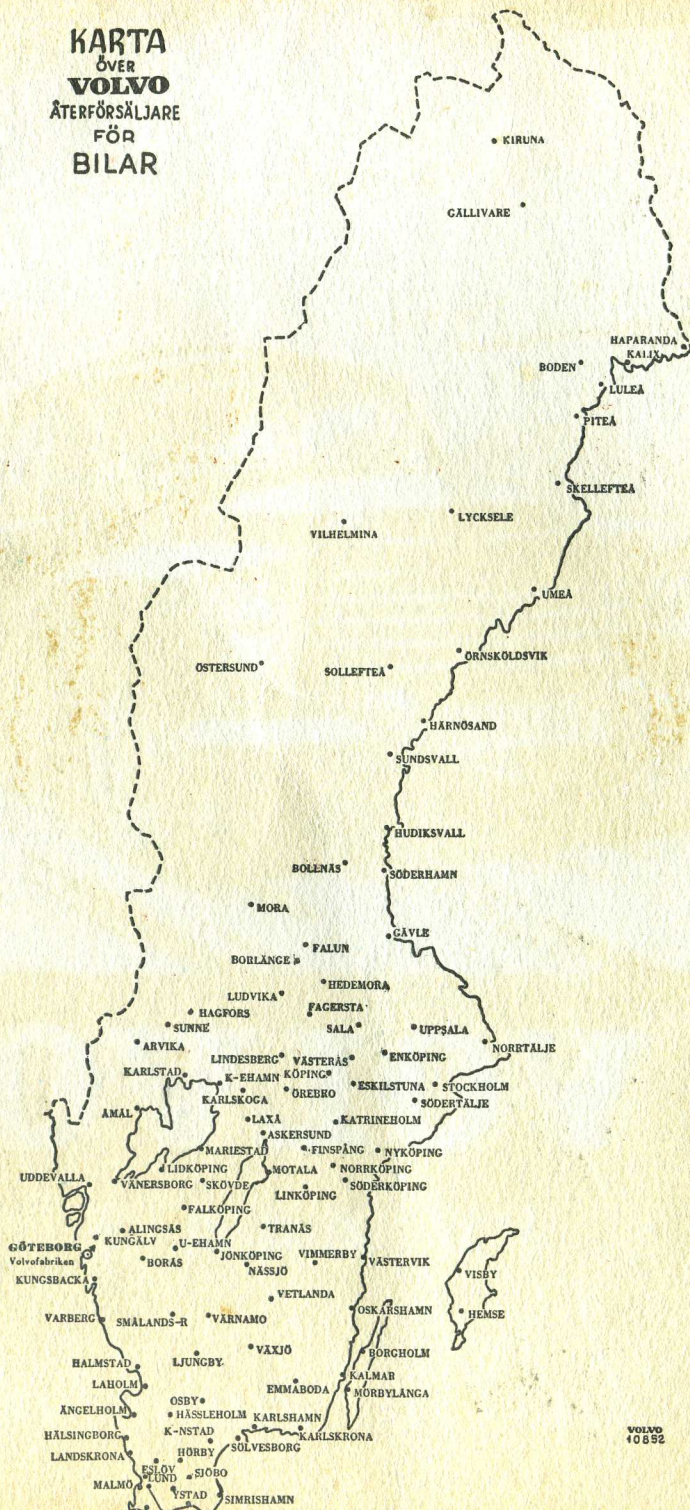 KARTA
ÖVER
VOLVO
ÅTERFÖRSÄLJARE
FÖR
BILAR
KIRUNA
GÄLLIVARE
HAPARANDA
KALIX
BODEN
LULEÅ
PITEÅ
SKELLEFTEÅ
LYCKSELE
VILHELMINA
UMEÅ
ÖRNSKÖLDSVIK
ÖSTERSUND
SOLLEFTEÅ
HÄRNÖSAND
SUNDSVALL
HUDIKSVALL
BOLLNÄS
SÖDERHAMN
MORA
GÄVLE
FALUN
BORLÄNGE
HEDEMORA
LUDVIKA
FAGERSTA
HAGFORS
SUNNE
SALA
UPPSALA
ARVIKA
NORRTÄLJE
LINDESBERG
VÄSTERÅS
ENKÖPING
KARLSTAD
K-EHAMN
KÖPING
KARLSKOGA
ÖREBRO
ESKILSTUNA
STOCKHOLM
SÖDERTÄLJE
ÅMÅL
LAXÅ
KATRINEHOLM
ASKERSUND
MARIESTAD
FINSPÅNG
NYKÖPING
LIDKÖPING
MOTALA
NORRKÖPING
UDDEVALLA
VÄNERSBORG
SKÖVDE
LINKÖPING
SÖDERKÖPING
FALKÖPING
ALINGSÅS
TRANÅS
KUNGÄLV
GÖTEBORG
Volvofabriken
U-EHAMN
BORÅS
JÖNKÖPING
NÄSSJÖ
VIMMERBY
VÄSTERVIK
KUNGSBACKA
VISBY
VETLANDA
OSKARSHAMN
HEMSE
VARBERG
SMÅLANDS-R
VÄRNAMO
VÄXJÖ
LJUNGBY
BORGHOLM
HALMSTAD
KALMAR
LAHOLM
EMMABODA
MÖRBYLÅNGA
OSBY
ÄNGELHOLM
HÄSSLEHOLM
KARLSHAMN
K-NSTAD
KARLSKRONA
HÄLSINGBORG
SÖLVESBORG
HÖRBY
LANDSKRONA
ESLÖV
SJÖBO
LUND
MALMÖ
YSTAD
SIMRISHAMN
VOLVO
10852